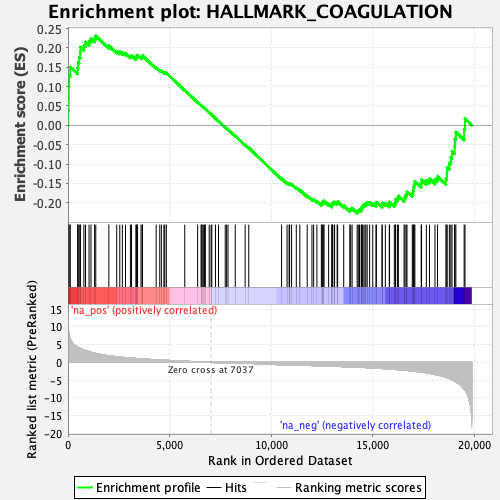 Enrichment plot: HALLMARK_COAGULATION
Enrichment score (ES)
0.25
0.20
0.15
0.10
0.05
0.00
-0.05
-0.10
-0.15
-0.20
'na_pos' (positively correlated)
Ranked list metric (PreRanked)
15
10
5
0
-5
-10
-15
-20
Zero cross at 7037
'na_neg' (negatively correlated)
0
5,000
10,000
15,000
20,000
Rank in Ordered Dataset
Enrichment profile
Hits
Ranking metric scores